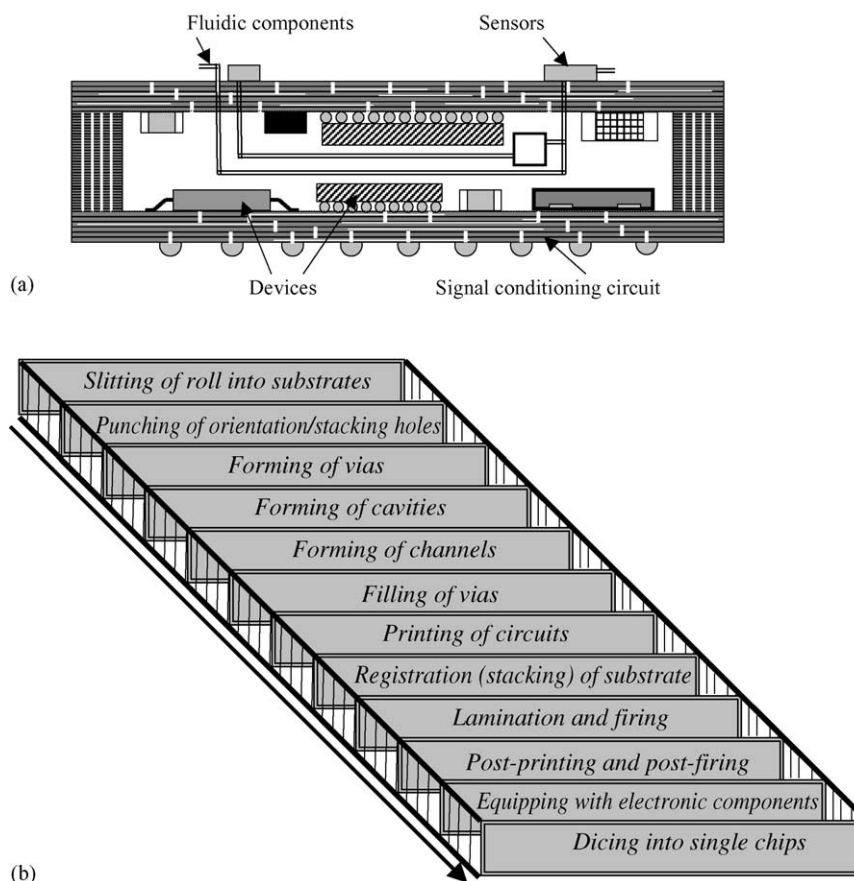 Fluidic components
Sensors
Devices
Signal conditioning circuit
(a)
Slitting of roll into substrates
Punching of orientation/stacking holes
Forming of vias
Forming of cavities
Forming of channels
Filling of vias
Printing of circuits
Registration (stacking) of substrate
Lamination and firing
Post-printing and post-firing
Equipping with electronic components
Dicing into single chips
(b)